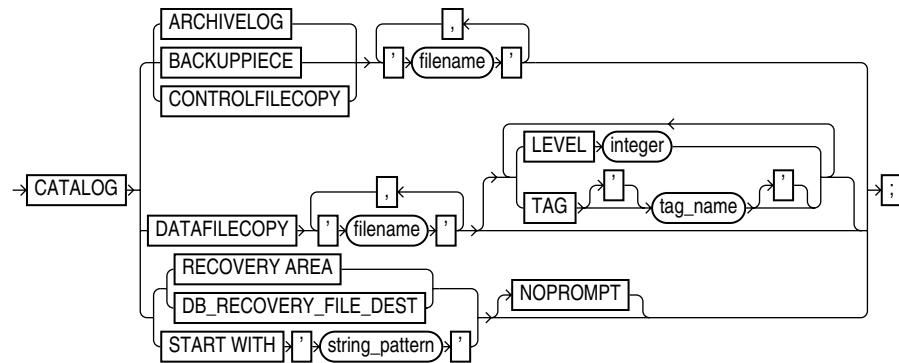 ARCHIVELOG
,
BACKUPPIECE ' filename '
CONTROLFILECOPY
LEVEL integer
CATALOG , ' ' ;
TAG tag_name
DATAFILECOPY ' filename '
RECOVERY AREA
DB_RECOVERY_FILE_DEST NOPROMPT
START WITH ' string_pattern '